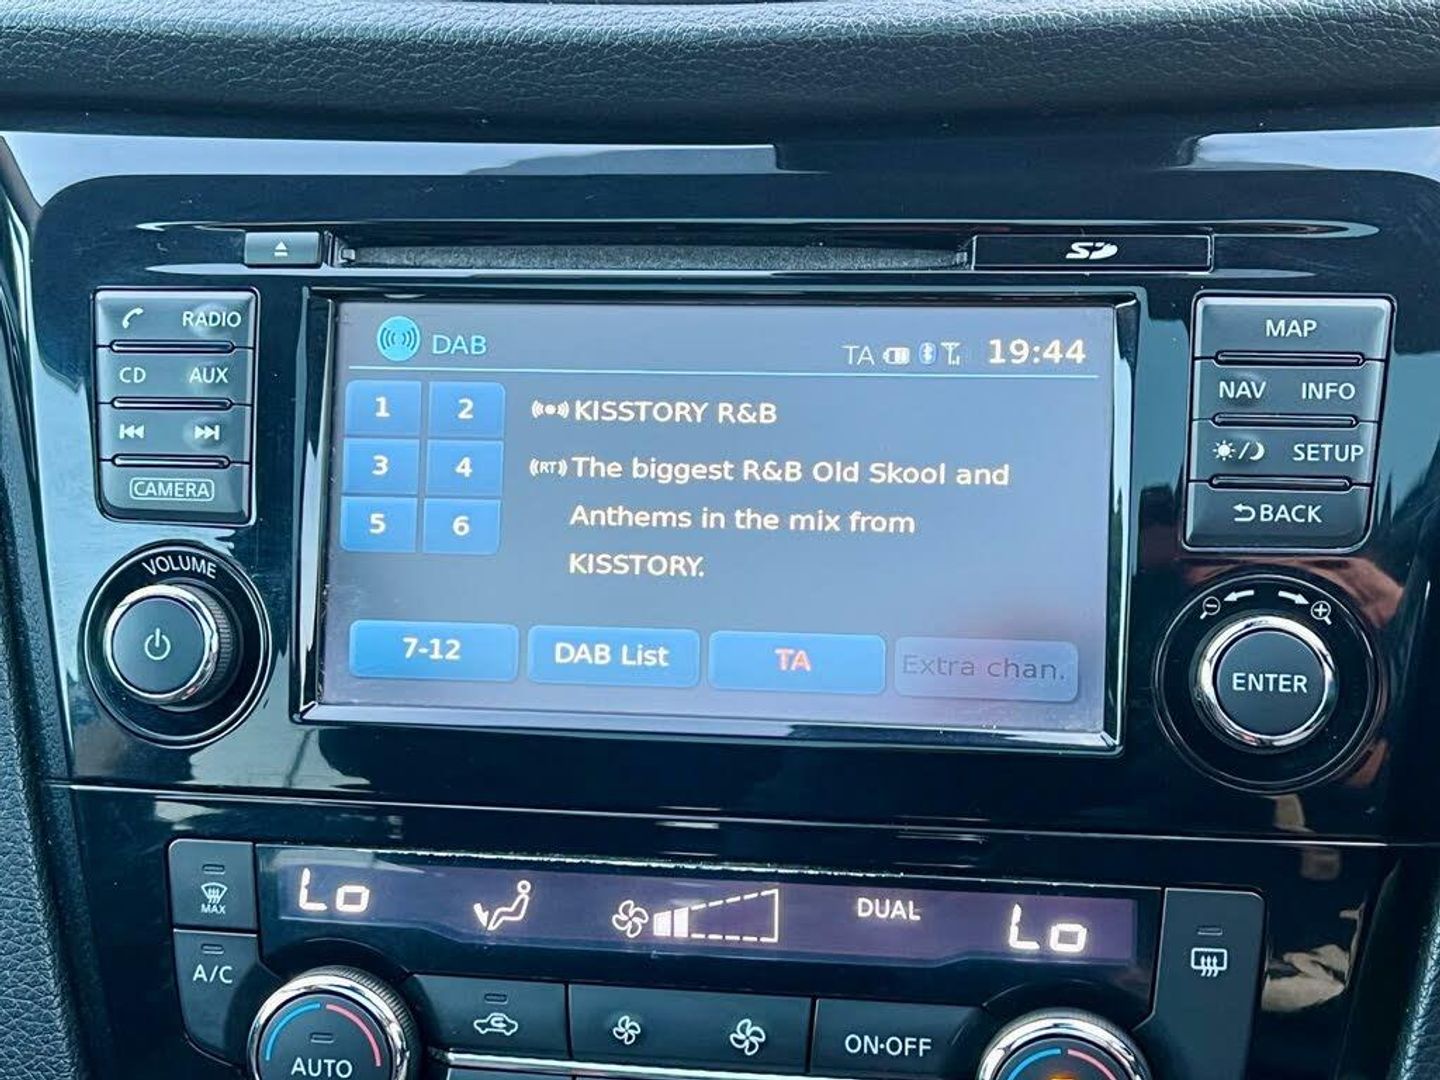 SD
RADIO
CD AUX
CAMERA
VOLUME
DAB
TA 19:44
1 2
3 4
5 6
KISSTORY R&B
((RT)) The biggest R&B Old Skool and
Anthems in the mix from
KISSTORY.
7-12 DAB List TA Extra chan.
MAP
NAV INFO
SETUP
BACK
ENTER
MAX
A/C
Lo DUAL Lo
AUTO
ON·OFF